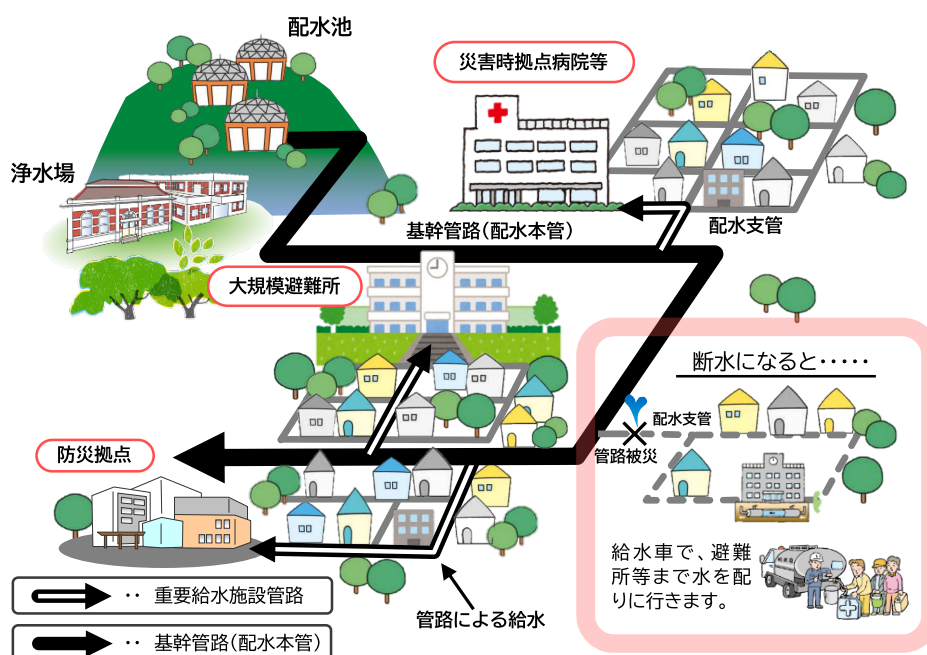 配水池
災害時拠点病院等
浄水場
配水支管
基幹管路(配水本管)
大規模避難所
断水になると‥‥‥
配水支管
管路被災
防災拠点
給水車で、避難
所等まで水を配
りに行きます。
‥ 重要給水施設管路
管路による給水
‥ 基幹管路(配水本管)